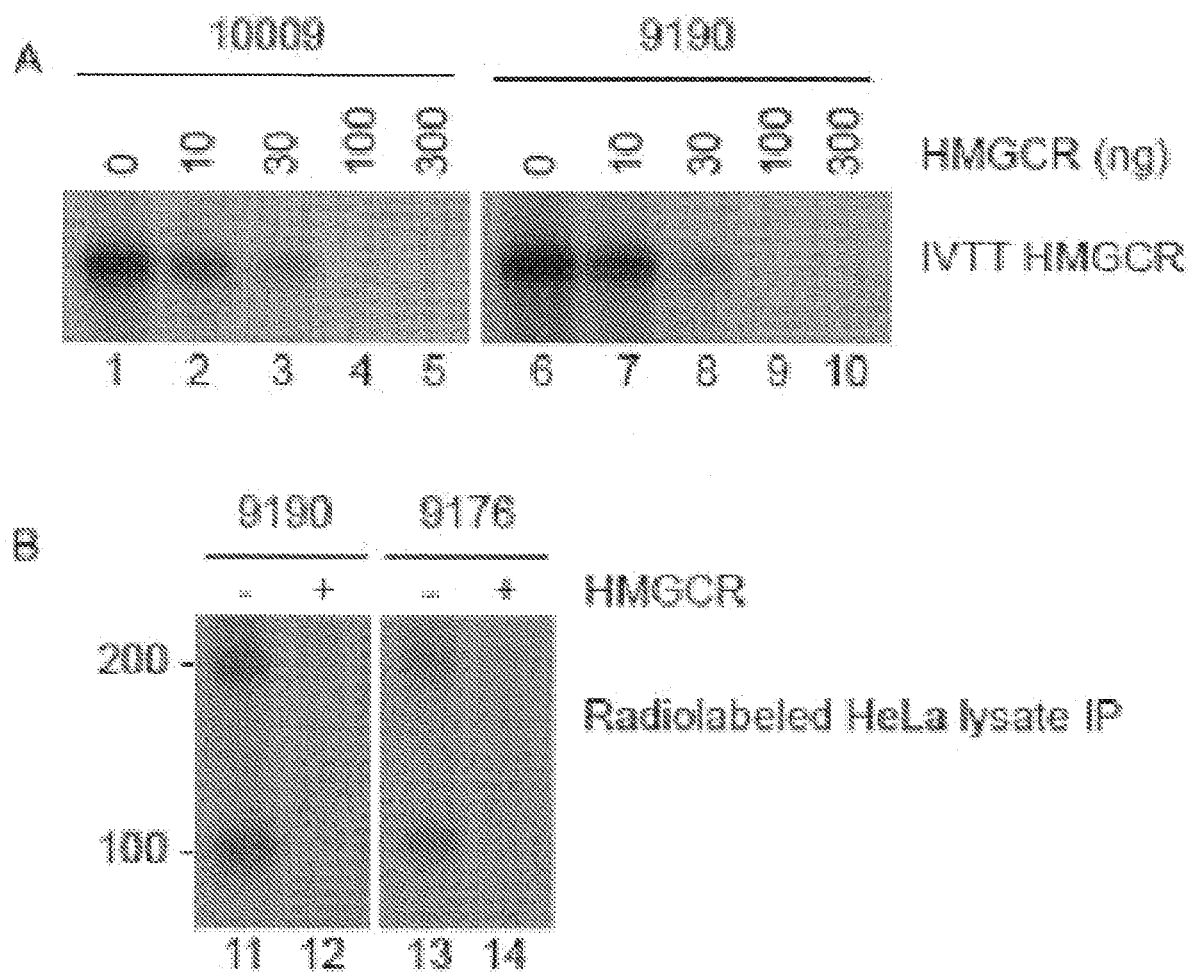 A
10009
9190
0 10 30 100 300 0 10 30 100 300 HMGCR (ng)
IVTT HMGCR
1 2 3 4 5 6 7 8 9 10
B
9190 9176
- + - + HMGCR
200 -
Radiolabeled HeLa lysate IP
100 -
11 12 13 14